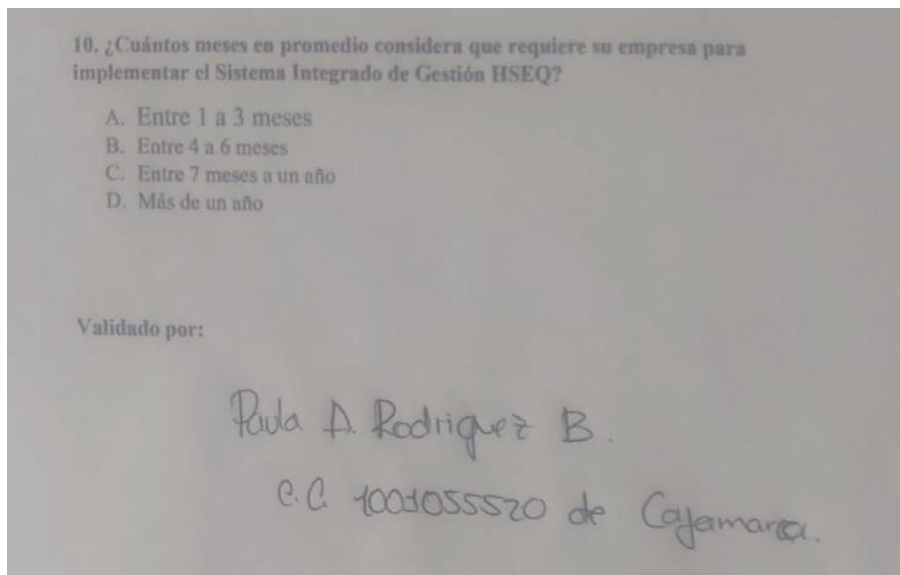 10. ¿Cuántos meses en promedio considera que requiere su empresa para
implementar el Sistema Integrado de Gestión HSEQ?
A. Entre 1 a 3 meses
B. Entre 4 a 6 meses
C. Entre 7 meses a un año
D. Más de un año
Validado por:
Paula A. Rodriguez B.
C.C. 1001055520 de Cajamarca.